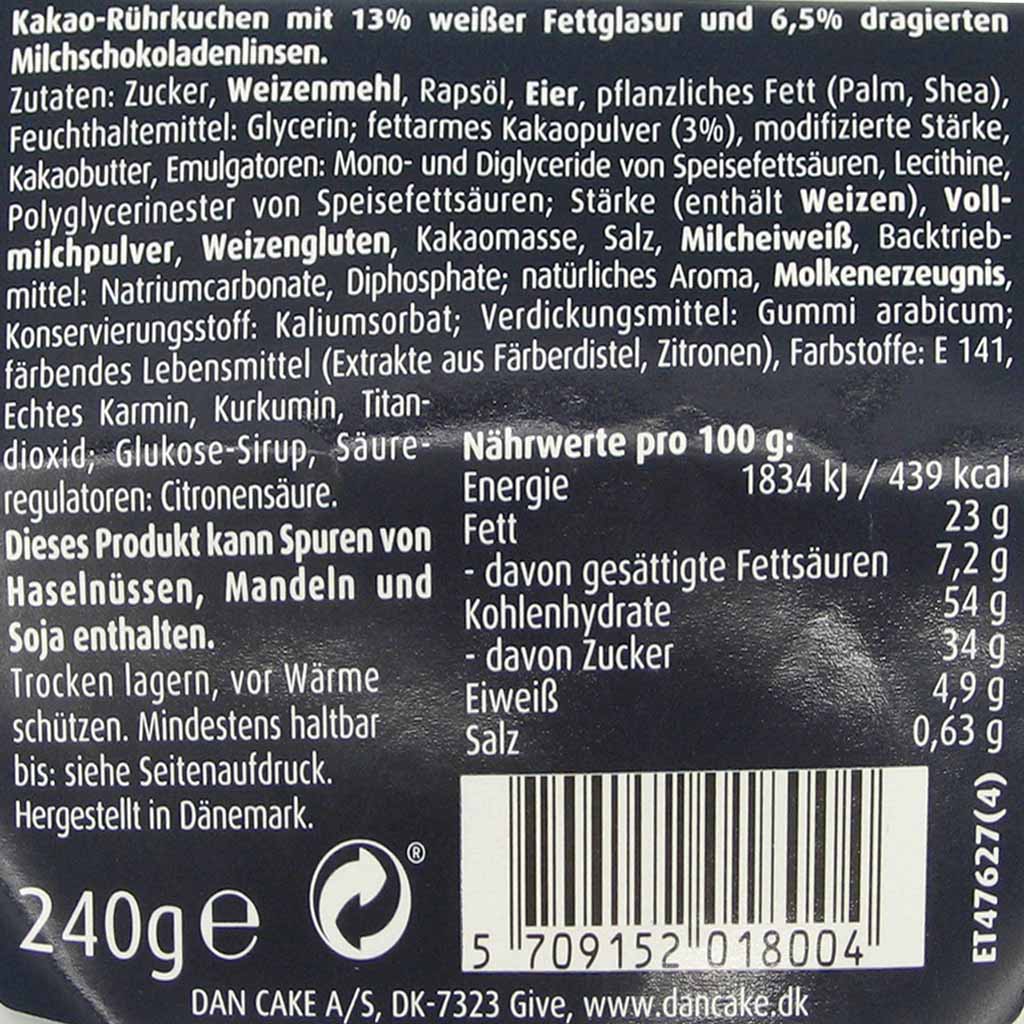 Kakao-Rührkuchen mit 13% weißer Fettglasur und 6,5% dragierten
Milchschokoladenlinsen.
Zutaten: Zucker, Weizenmehl, Rapsöl, Eier, pflanzliches Fett (Palm, Shea),
Feuchthaltemittel: Glycerin; fettarmes Kakaopulver (3%), modifizierte Stärke,
Kakaobutter, Emulgatoren: Mono- und Diglyceride von Speisefettsäuren, Lecithine,
Polyglycerinester von Speisefettsäuren; Stärke (enthält Weizen), Voll-
milchpulver, Weizengluten, Kakaomasse, Salz, Milcheiweiß, Backtrieb-
mittel: Natriumcarbonate, Diphosphate; natürliches Aroma, Molkenerzeugnis,
Konservierungsstoff: Kaliumsorbat; Verdickungsmittel: Gummi arabicum;
färbendes Lebensmittel (Extrakte aus Färberdistel, Zitronen), Farbstoffe: E 141,
Echtes Karmin, Kurkumin, Titan-
dioxid; Glukose-Sirup, Säure-
regulatoren: Citronensäure.
Dieses Produkt kann Spuren von
Haselnüssen, Mandeln und
Soja enthalten.
Trocken lagern, vor Wärme
schützen. Mindestens haltbar
bis: siehe Seitenaufdruck.
Hergestellt in Dänemark.
Nährwerte pro 100 g:
Energie 1834 kJ / 439 kcal
Fett 23 g
- davon gesättigte Fettsäuren 7,2 g
Kohlenhydrate 54 g
- davon Zucker 34 g
Eiweiß 4,9 g
Salz 0,63 g
240g e
®
5 709152 018004
ET47627(4)
DAN CAKE A/S, DK-7323 Give, www.dancake.dk